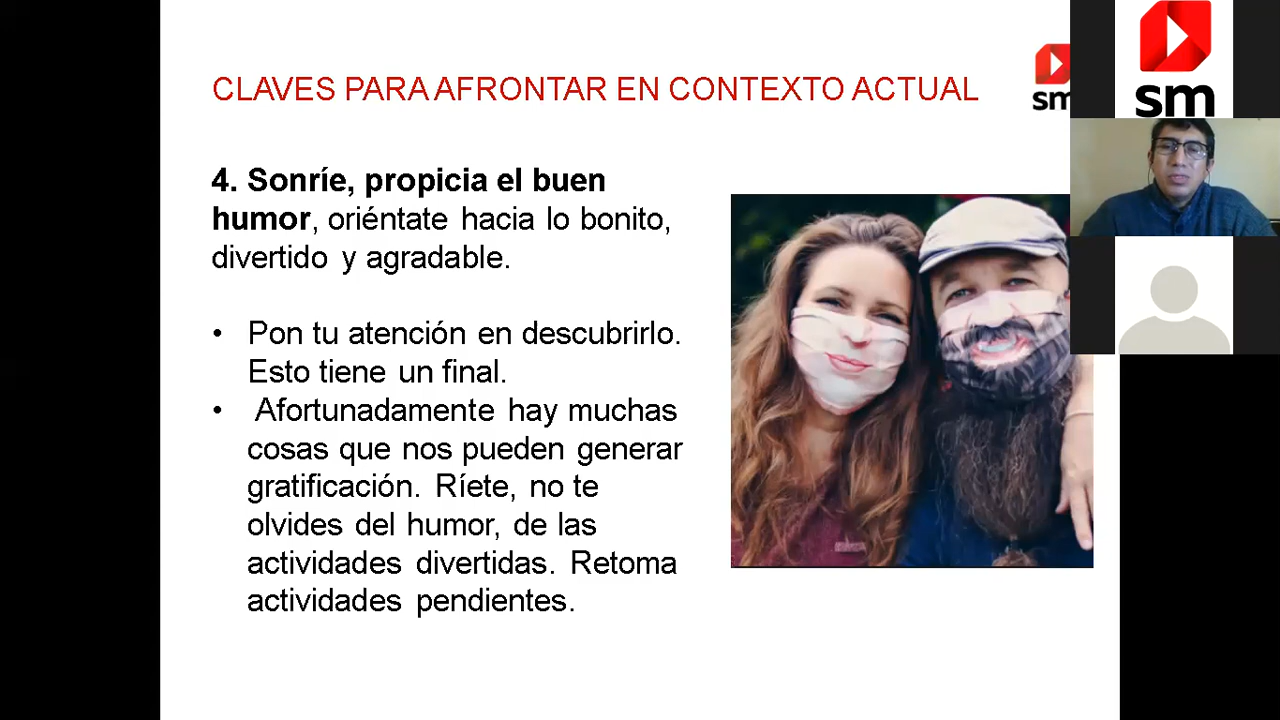 CLAVES PARA AFRONTAR EN CONTEXTO ACTUAL
sm
sm
4. Sonríe, propicia el buen
humor, oriéntate hacia lo bonito,
divertido y agradable.
• Pon tu atención en descubrirlo.
Esto tiene un final.
• Afortunadamente hay muchas
cosas que nos pueden generar
gratificación. Ríete, no te
olvides del humor, de las
actividades divertidas. Retoma
actividades pendientes.